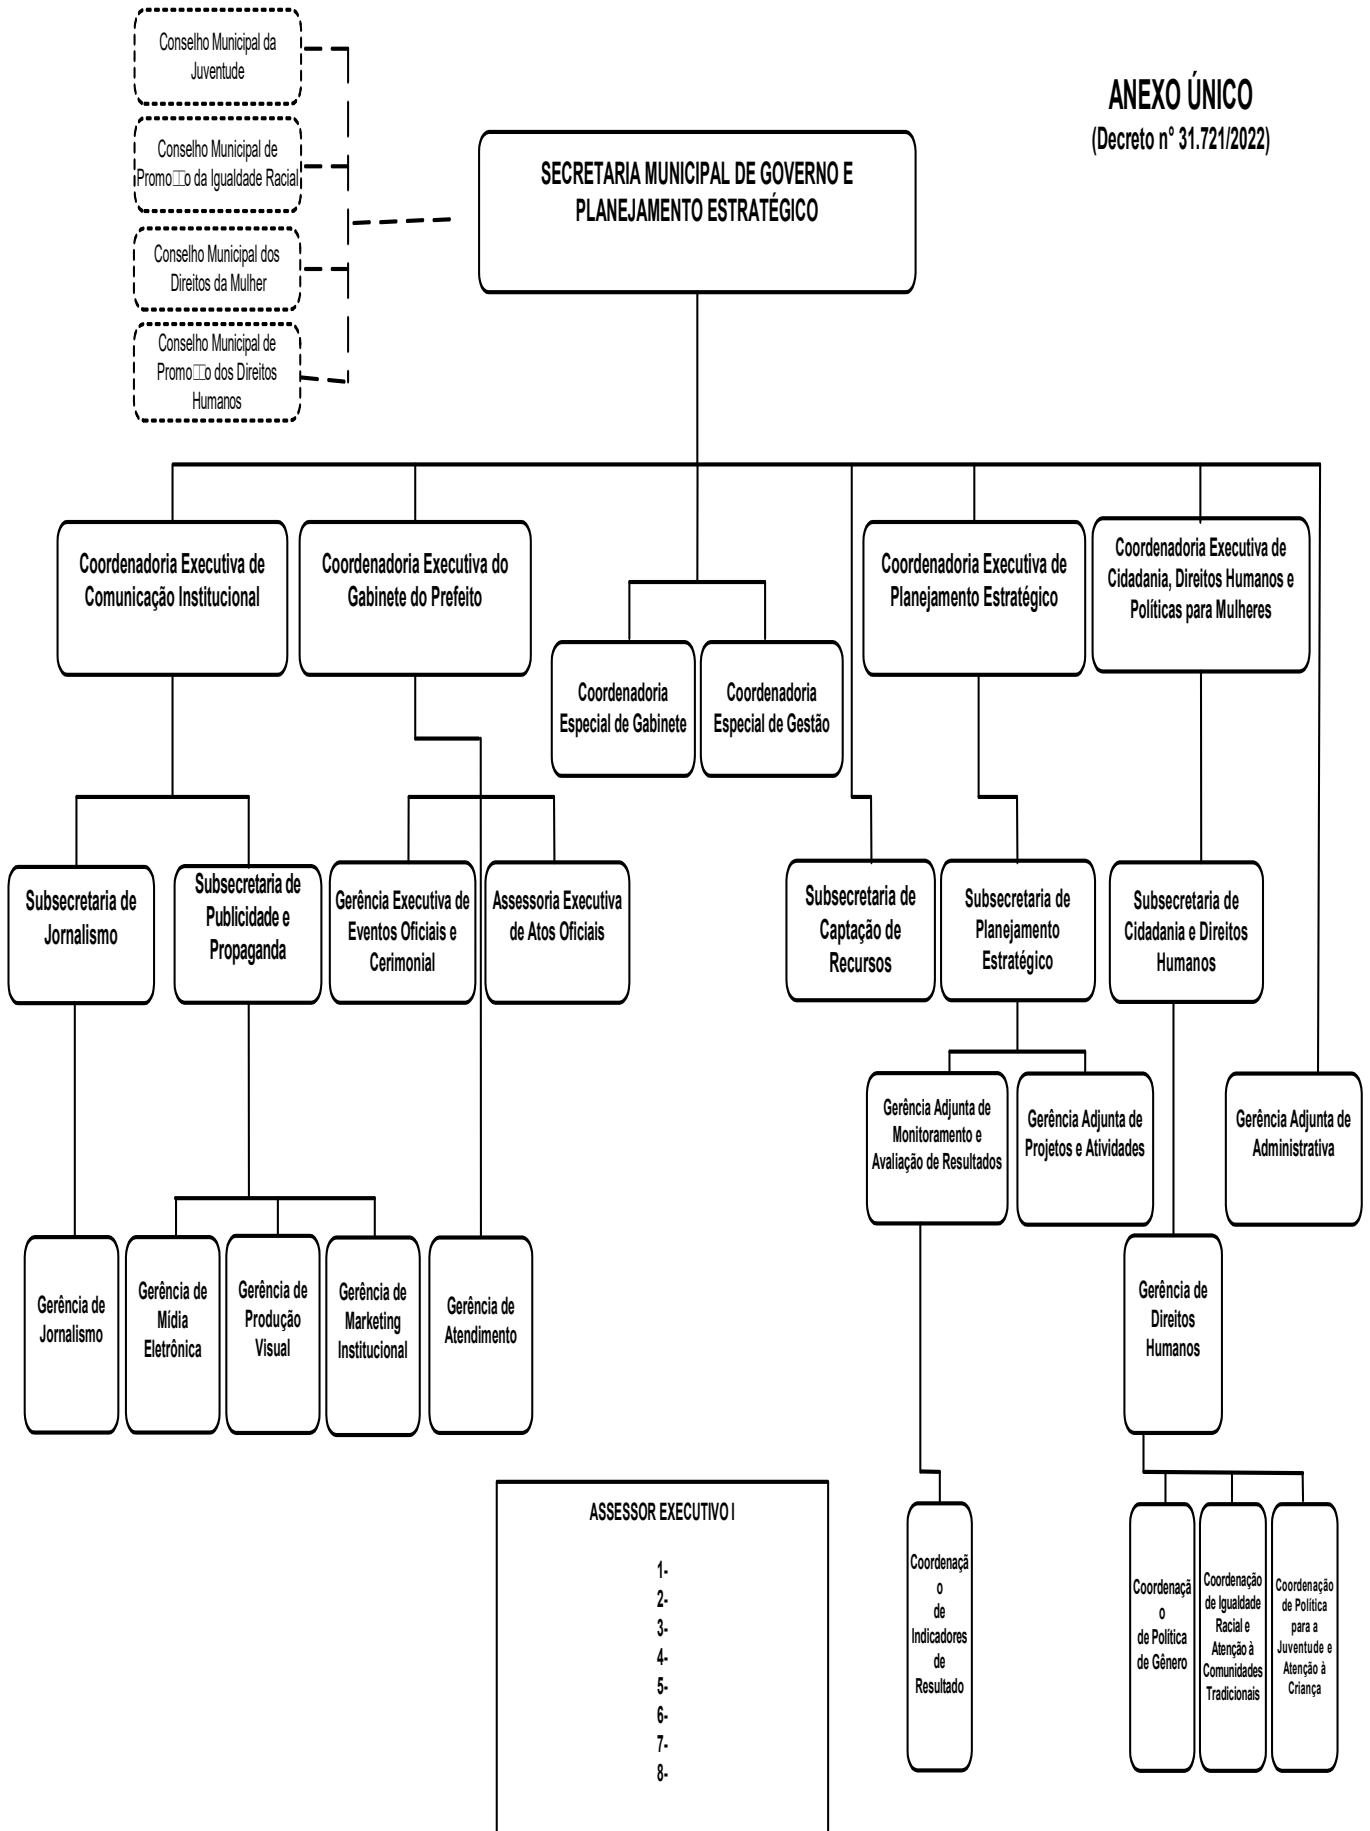 Conselho Municipal da
Juventude
Conselho Municipal de
Promo□□o da Igualdade Racial
Conselho Municipal dos
Direitos da Mulher
Conselho Municipal de
Promo□□o dos Direitos
Humanos
ANEXO ÚNICO
(Decreto n° 31.721/2022)
SECRETARIA MUNICIPAL DE GOVERNO E
PLANEJAMENTO ESTRATÉGICO
Coordenadoria Executiva de
Comunicação Institucional
Coordenadoria Executiva do
Gabinete do Prefeito
Coordenadoria
Especial de Gabinete
Coordenadoria
Especial de Gestão
Coordenadoria Executiva de
Planejamento Estratégico
Coordenadoria Executiva de
Cidadania, Direitos Humanos e
Políticas para Mulheres
Subsecretaria de
Jornalismo
Subsecretaria de
Publicidade e
Propaganda
Gerência Executiva de
Eventos Oficiais e
Cerimonial
Assessoria Executiva
de Atos Oficiais
Subsecretaria de
Captação de
Recursos
Subsecretaria de
Planejamento
Estratégico
Subsecretaria de
Cidadania e Direitos
Humanos
Gerência Adjunta de
Monitoramento e
Avaliação de Resultados
Gerência Adjunta de
Projetos e Atividades
Gerência Adjunta de
Administrativa
Gerência de
Jornalismo
Gerência de
Mídia
Eletrônica
Gerência de
Produção
Visual
Gerência de
Marketing
Institucional
Gerência de
Atendimento
Gerência de
Direitos
Humanos
ASSESSOR EXECUTIVO I
1-
2-
3-
4-
5-
6-
7-
8-
Coordenaçã
o
de
Indicadores
de
Resultado
Coordenaçã
o
de Política
de Gênero
Coordenação
de Igualdade
Racial e
Atenção à
Comunidades
Tradicionais
Coordenação
de Política
para a
Juventude e
Atenção à
Criança